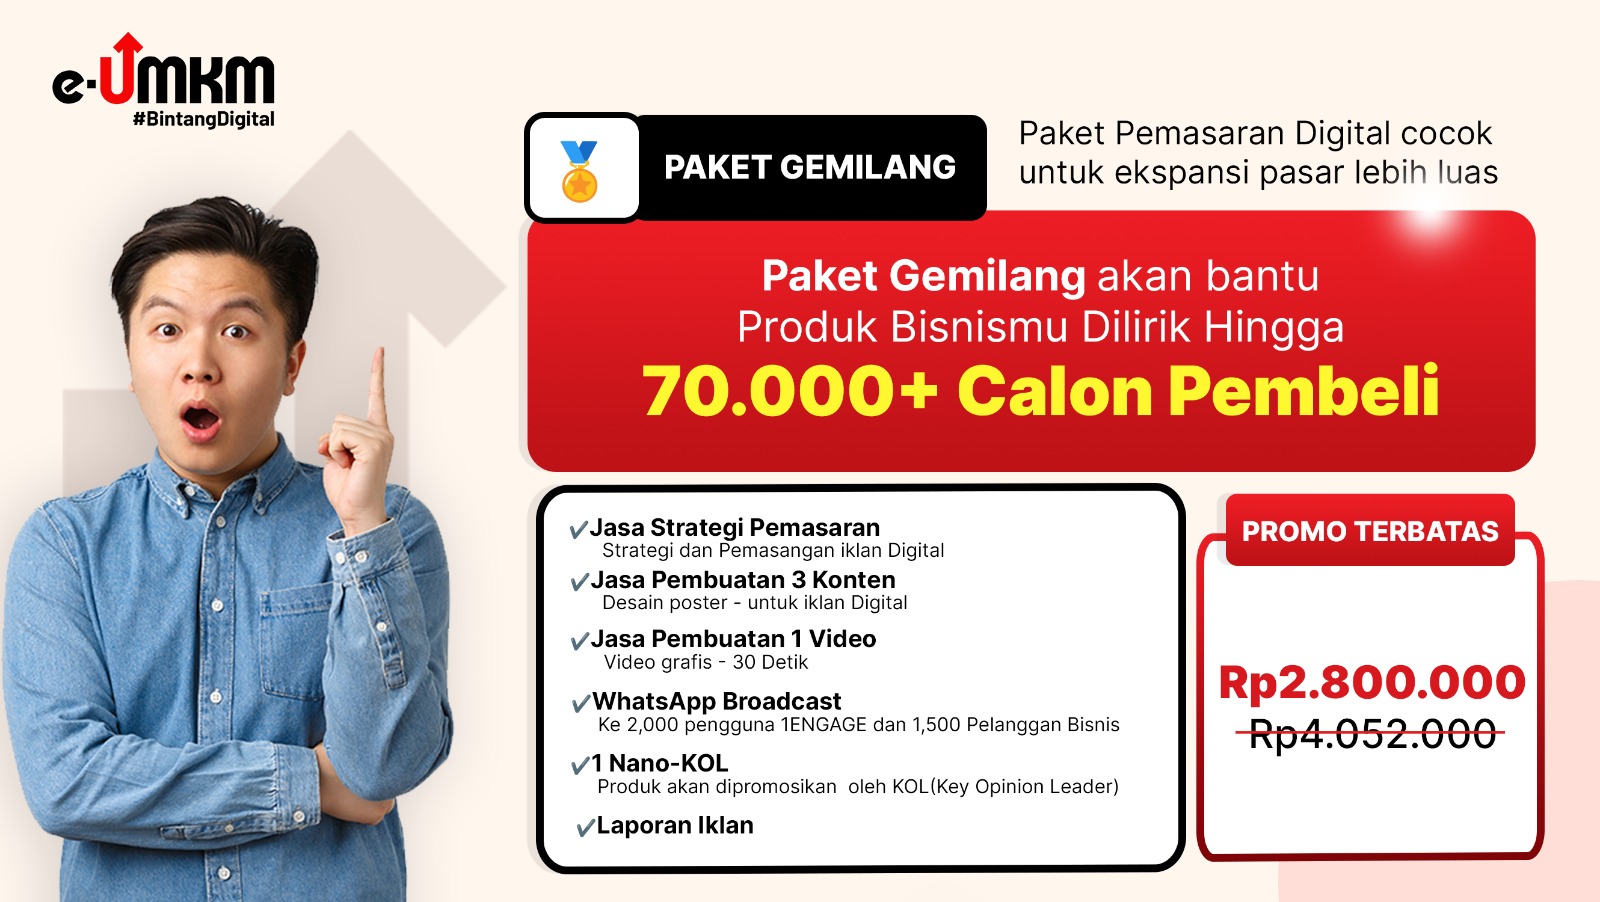 e-UMKM
#BintangDigital
PAKET GEMILANG
Paket Pemasaran Digital cocok
untuk ekspansi pasar lebih luas
Paket Gemilang akan bantu
Produk Bisnismu Dilirik Hingga
70.000+ Calon Pembeli
✔Jasa Strategi Pemasaran
Strategi dan Pemasangan iklan Digital
✔Jasa Pembuatan 3 Konten
Desain poster - untuk iklan Digital
✔Jasa Pembuatan 1 Video
Video grafis - 30 Detik
✔WhatsApp Broadcast
Ke 2,000 pengguna 1ENGAGE dan 1,500 Pelanggan Bisnis
✔1 Nano-KOL
Produk akan dipromosikan oleh KOL(Key Opinion Leader)
✔Laporan Iklan
PROMO TERBATAS
Rp2.800.000
Rp4.052.000